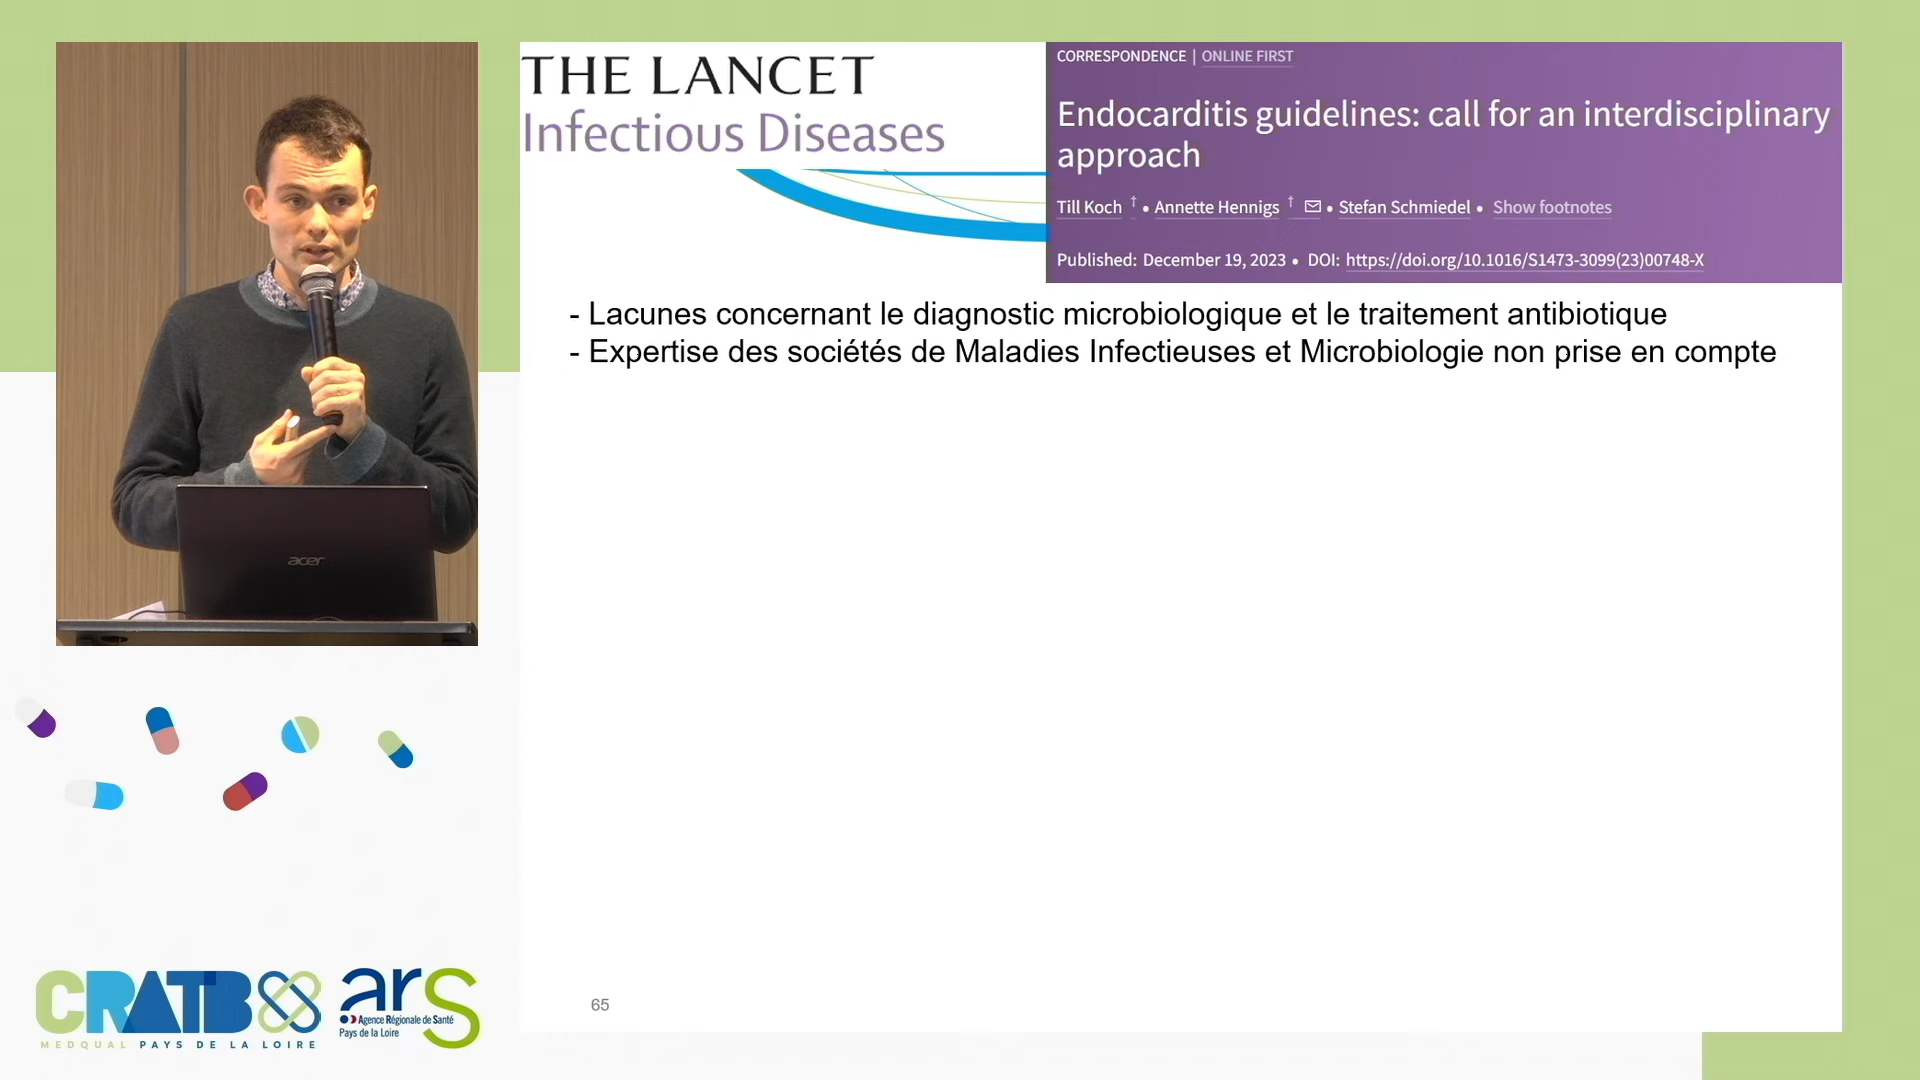 THE LANCET
Infectious Diseases
CORRESPONDENCE | ONLINE FIRST
Endocarditis guidelines: call for an interdisciplinary
approach
Till Koch † • Annette Hennigs † • Stefan Schmiedel • Show footnotes
Published: December 19, 2023 • DOI: https://doi.org/10.1016/S1473-3099(23)00748-X
- Lacunes concernant le diagnostic microbiologique et le traitement antibiotique
- Expertise des sociétés de Maladies Infectieuses et Microbiologie non prise en compte
65
acer
CRATB
MEDQUAL PAYS DE LA LOIRE
ars
Agence Régionale de Santé
Pays de la Loire